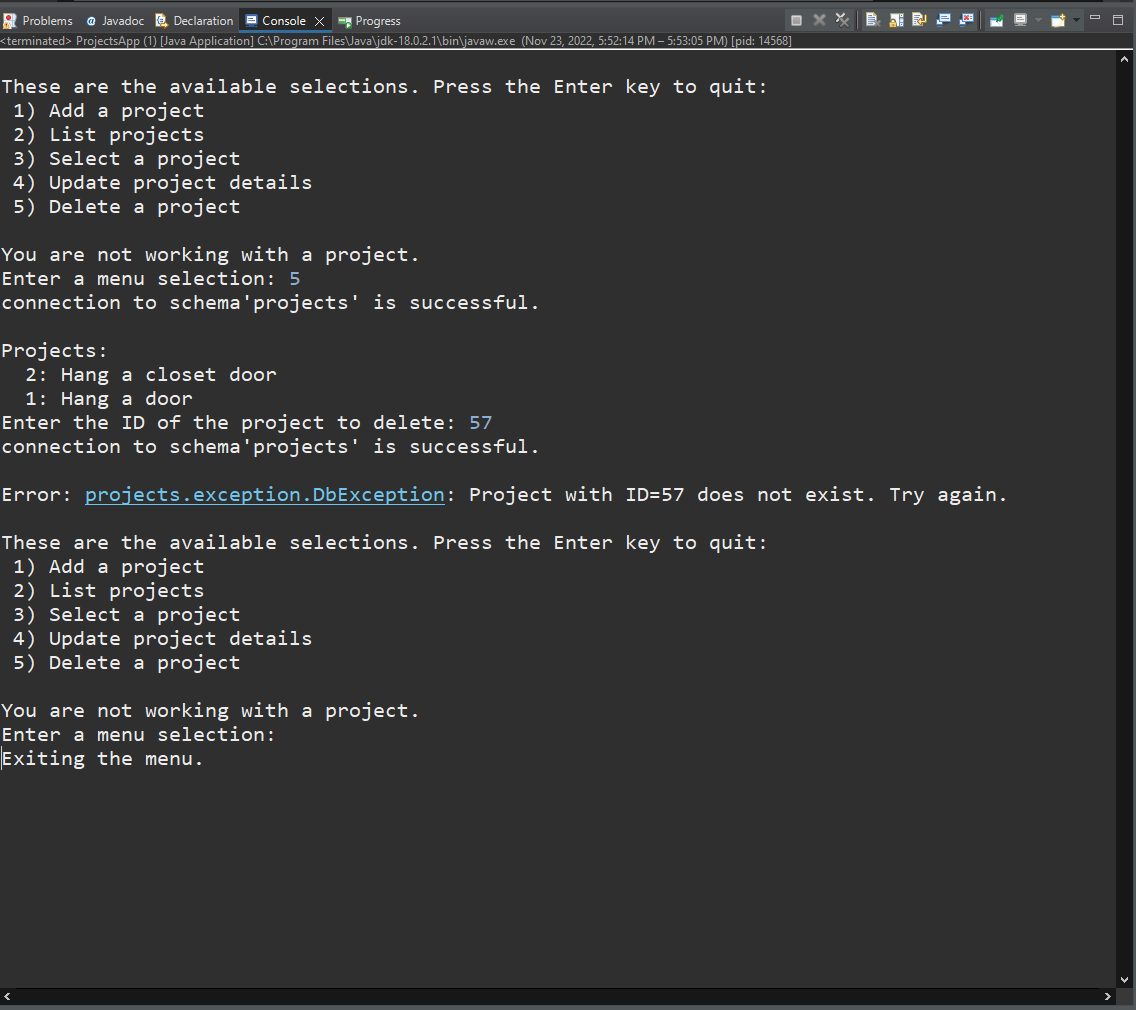 Problems Javadoc Declaration Console Progress
<terminated> ProjectsApp (1) [Java Application] C:\Program Files\Java\jdk-18.0.2.1\bin\javaw.exe (Nov 23, 2022, 5:52:14 PM – 5:53:05 PM) [pid: 14568]
These are the available selections. Press the Enter key to quit:
1) Add a project
2) List projects
3) Select a project
4) Update project details
5) Delete a project
You are not working with a project.
Enter a menu selection: 5
connection to schema'projects' is successful.
Projects:
2: Hang a closet door
1: Hang a door
Enter the ID of the project to delete: 57
connection to schema'projects' is successful.
Error: projects.exception.DbException: Project with ID=57 does not exist. Try again.
These are the available selections. Press the Enter key to quit:
1) Add a project
2) List projects
3) Select a project
4) Update project details
5) Delete a project
You are not working with a project.
Enter a menu selection:
Exiting the menu.